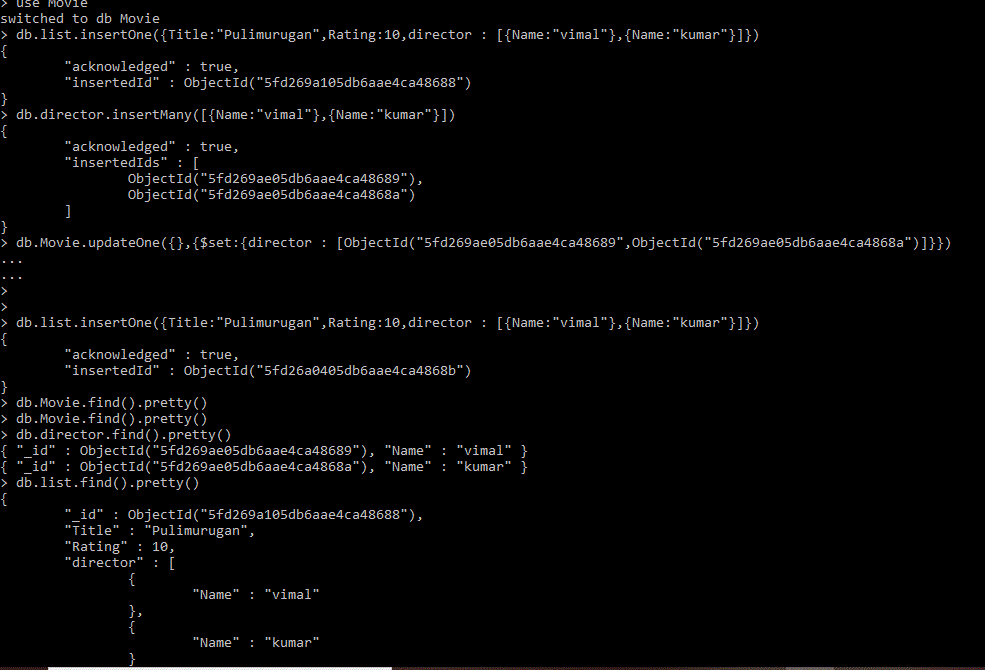 > use Movie
switched to db Movie
> db.list.insertOne({Title:"Pulimurugan",Rating:10,director : [{Name:"vimal"},{Name:"kumar"}]})
{
        "acknowledged" : true,
        "insertedId" : ObjectId("5fd269a105db6aae4ca48688")
}
> db.director.insertMany([{Name:"vimal"},{Name:"kumar"}])
{
        "acknowledged" : true,
        "insertedIds" : [
                ObjectId("5fd269ae05db6aae4ca48689"),
                ObjectId("5fd269ae05db6aae4ca4868a")
        ]
}
> db.Movie.updateOne({},{$set:{director : [ObjectId("5fd269ae05db6aae4ca48689",ObjectId("5fd269ae05db6aae4ca4868a")]}})
...
...
>
>
> db.list.insertOne({Title:"Pulimurugan",Rating:10,director : [{Name:"vimal"},{Name:"kumar"}]})
{
        "acknowledged" : true,
        "insertedId" : ObjectId("5fd26a0405db6aae4ca4868b")
}
> db.Movie.find().pretty()
> db.Movie.find().pretty()
> db.director.find().pretty()
{ "_id" : ObjectId("5fd269ae05db6aae4ca48689"), "Name" : "vimal" }
{ "_id" : ObjectId("5fd269ae05db6aae4ca4868a"), "Name" : "kumar" }
> db.list.find().pretty()
{
        "_id" : ObjectId("5fd269a105db6aae4ca48688"),
        "Title" : "Pulimurugan",
        "Rating" : 10,
        "director" : [
                {
                        "Name" : "vimal"
                },
                {
                        "Name" : "kumar"
                }